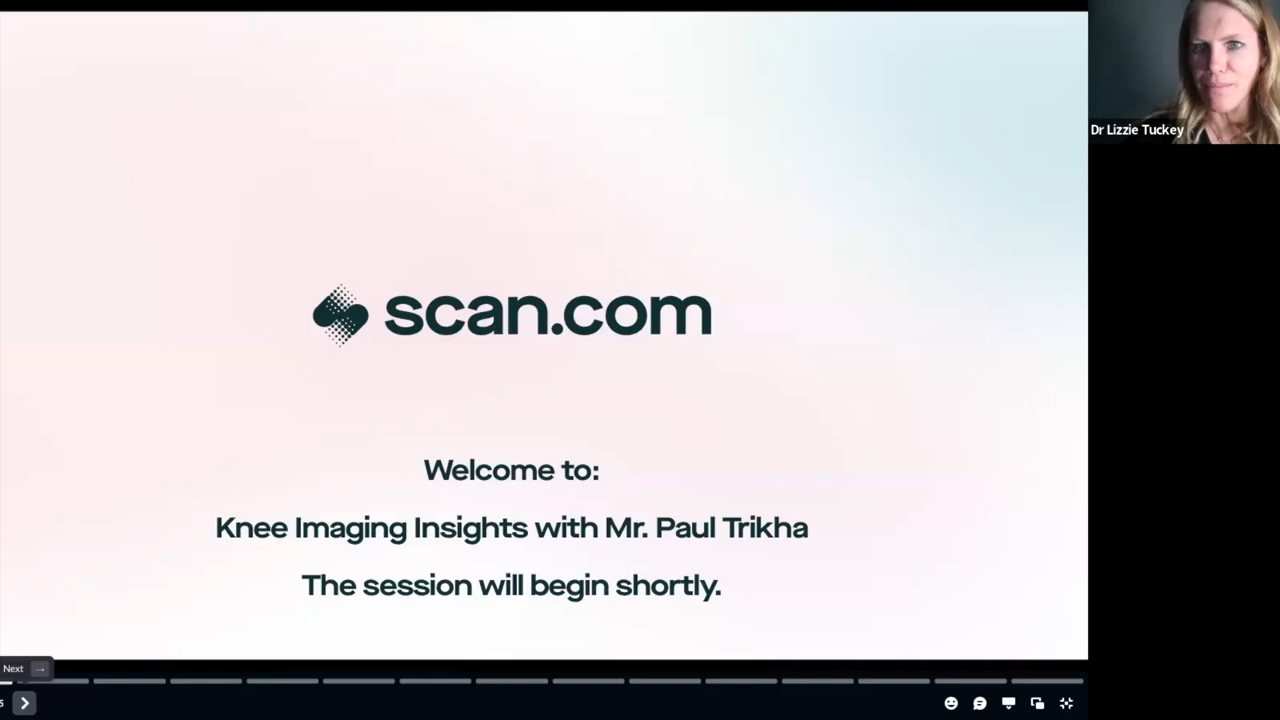 scan.com
Welcome to:
Knee Imaging Insights with Mr. Paul Trikha
The session will begin shortly.
Dr Lizzie Tuckey
Next →
5